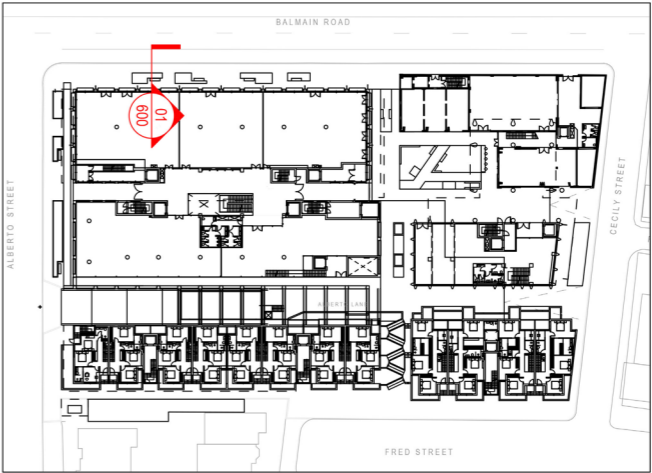 BALMAIN ROAD
01
600
ALBERTO STREET
CECILY STREET
ALBERTO LANE
FRED STREET